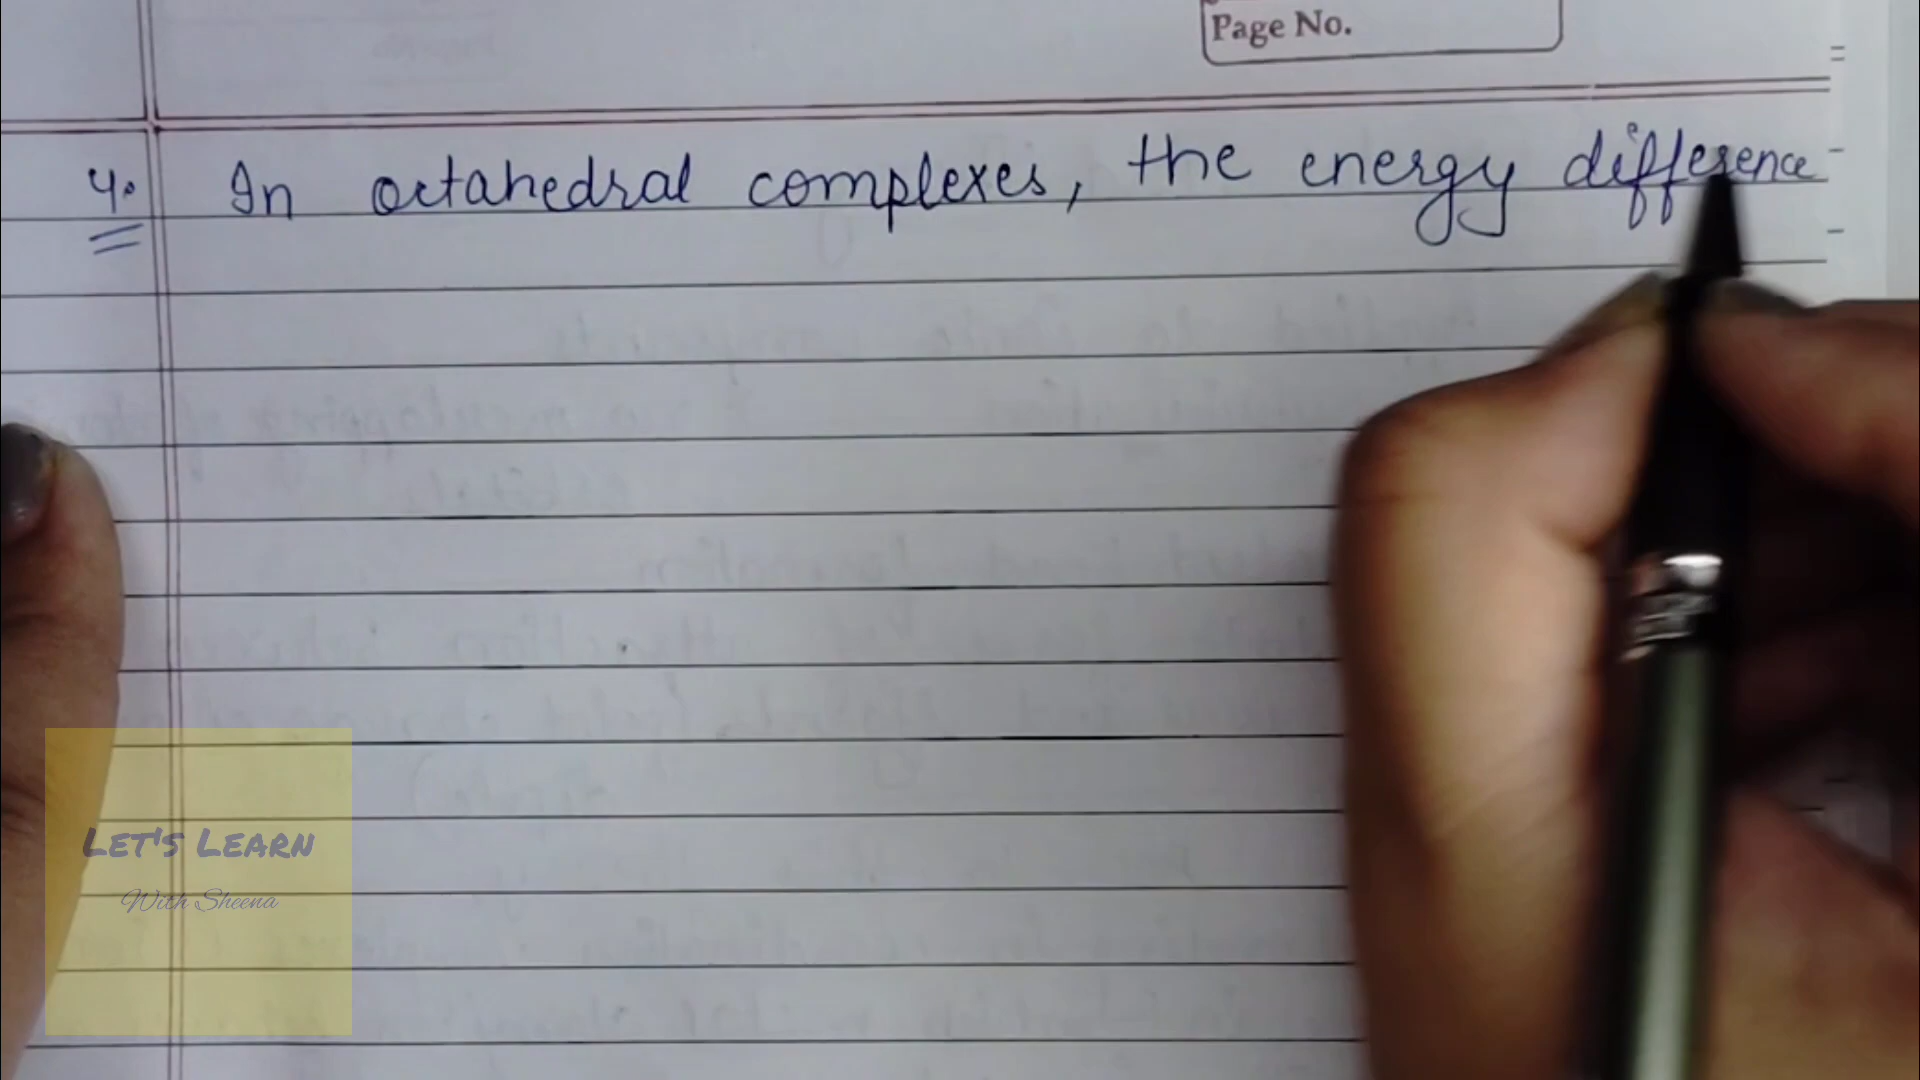 Page No.
4. In octahedral complexes, the energy difference
LET'S LEARN
With Sheena